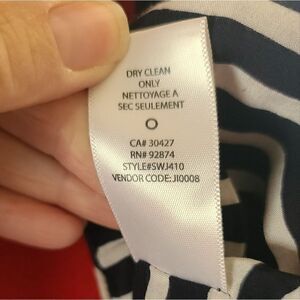 DRY CLEAN
ONLY
NETTOYAGE A
SEC SEULEMENT
CA# 30427
RN# 92874
STYLE#SWJ410
VENDOR CODE: JI0008